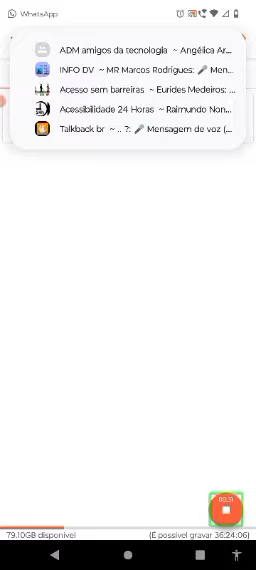 WhatsApp
ADM amigos da tecnologia ~ Angélica Ar...
INFO DV ~ MR Marcos Rodrigues: 🎤 Men...
Acesso sem barreiras ~ Eurides Medeiros: ...
Acessibilidade 24 Horas ~ Raimundo Non...
Talkback br ~ .. ?: 🎤 Mensagem de voz (...
00:31
79.10GB disponível (É possível gravar 36:24:06)